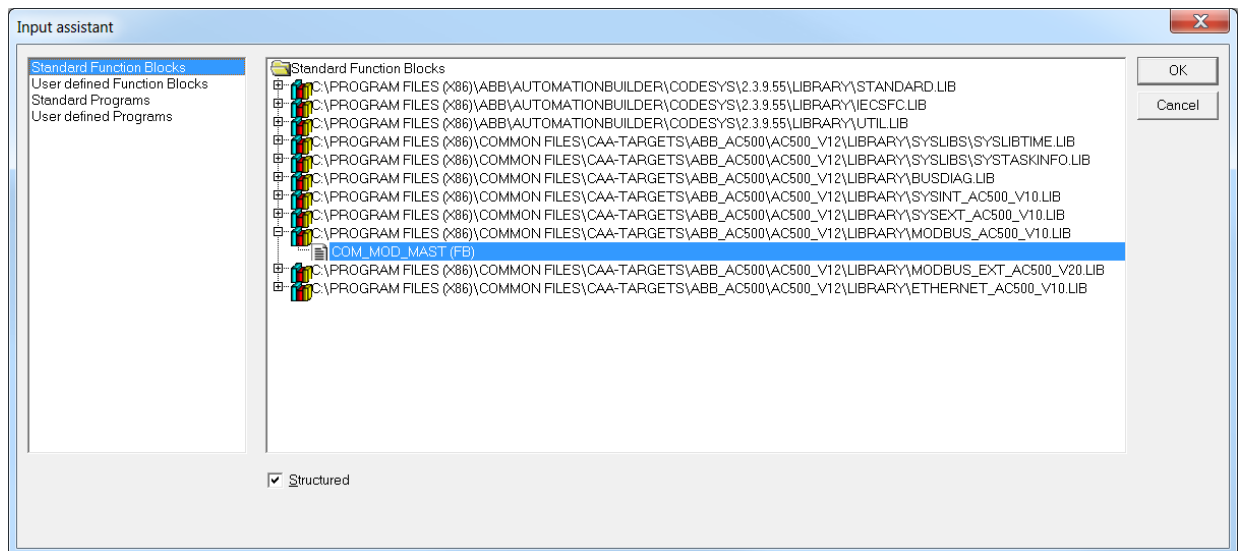 Input assistant
Standard Function Blocks
User defined Function Blocks
Standard Programs
User defined Programs
Standard Function Blocks
C:\PROGRAM FILES (X86)\ABB\AUTOMATIONBUILDER\CODESYS\2.3.9.55\LIBRARY\STANDARD.LIB
C:\PROGRAM FILES (X86)\ABB\AUTOMATIONBUILDER\CODESYS\2.3.9.55\LIBRARY\IECSFC.LIB
C:\PROGRAM FILES (X86)\ABB\AUTOMATIONBUILDER\CODESYS\2.3.9.55\LIBRARY\UTIL.LIB
C:\PROGRAM FILES (X86)\COMMON FILES\CAA-TARGETS\ABB_AC500\AC500_V12\LIBRARY\SYSLIBS\SYSLIBTIME.LIB
C:\PROGRAM FILES (X86)\COMMON FILES\CAA-TARGETS\ABB_AC500\AC500_V12\LIBRARY\SYSLIBS\SYSTASKINFO.LIB
C:\PROGRAM FILES (X86)\COMMON FILES\CAA-TARGETS\ABB_AC500\AC500_V12\LIBRARY\BUSDIAG.LIB
C:\PROGRAM FILES (X86)\COMMON FILES\CAA-TARGETS\ABB_AC500\AC500_V12\LIBRARY\SYSINT_AC500_V10.LIB
C:\PROGRAM FILES (X86)\COMMON FILES\CAA-TARGETS\ABB_AC500\AC500_V12\LIBRARY\SYSEXT_AC500_V10.LIB
C:\PROGRAM FILES (X86)\COMMON FILES\CAA-TARGETS\ABB_AC500\AC500_V12\LIBRARY\MODBUS_AC500_V10.LIB
COM_MOD_MAST (FB)
C:\PROGRAM FILES (X86)\COMMON FILES\CAA-TARGETS\ABB_AC500\AC500_V12\LIBRARY\MODBUS_EXT_AC500_V20.LIB
C:\PROGRAM FILES (X86)\COMMON FILES\CAA-TARGETS\ABB_AC500\AC500_V12\LIBRARY\ETHERNET_AC500_V10.LIB
OK
Cancel
Structured